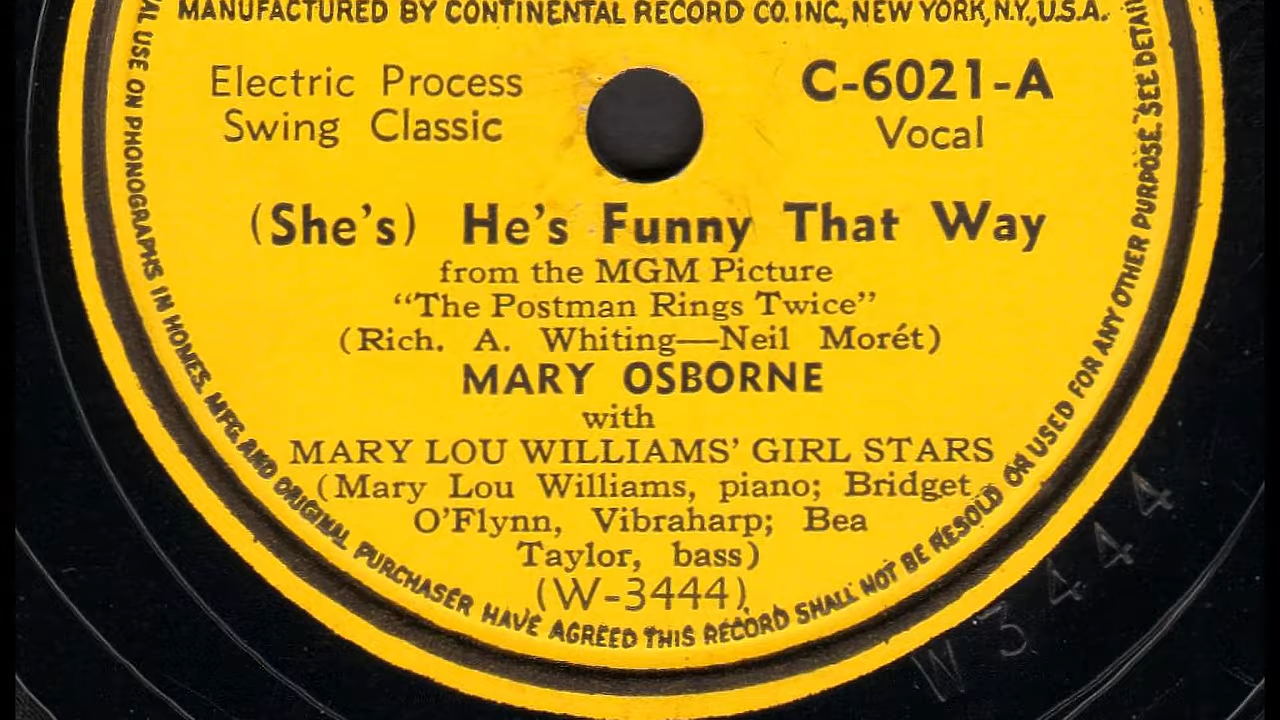 MANUFACTURED BY CONTINENTAL RECORD CO. INC., NEW YORK, N.Y., U.S.A.
Electric Process
Swing Classic
C-6021-A
Vocal
(She's) He's Funny That Way
from the MGM Picture
“The Postman Rings Twice”
(Rich. A. Whiting—Neil Morét)
MARY OSBORNE
with
MARY LOU WILLIAMS' GIRL STARS
(Mary Lou Williams, piano; Bridget
O'Flynn, Vibraharp; Bea
Taylor, bass)
(W-3444)
USE ON PHONOGRAPHS IN HOMES. MFG. AND ORIGINAL PURCHASER HAVE AGREED THIS RECORD SHALL NOT BE RESOLD OR USED FOR ANY OTHER PURPOSE. SEE
W 3444